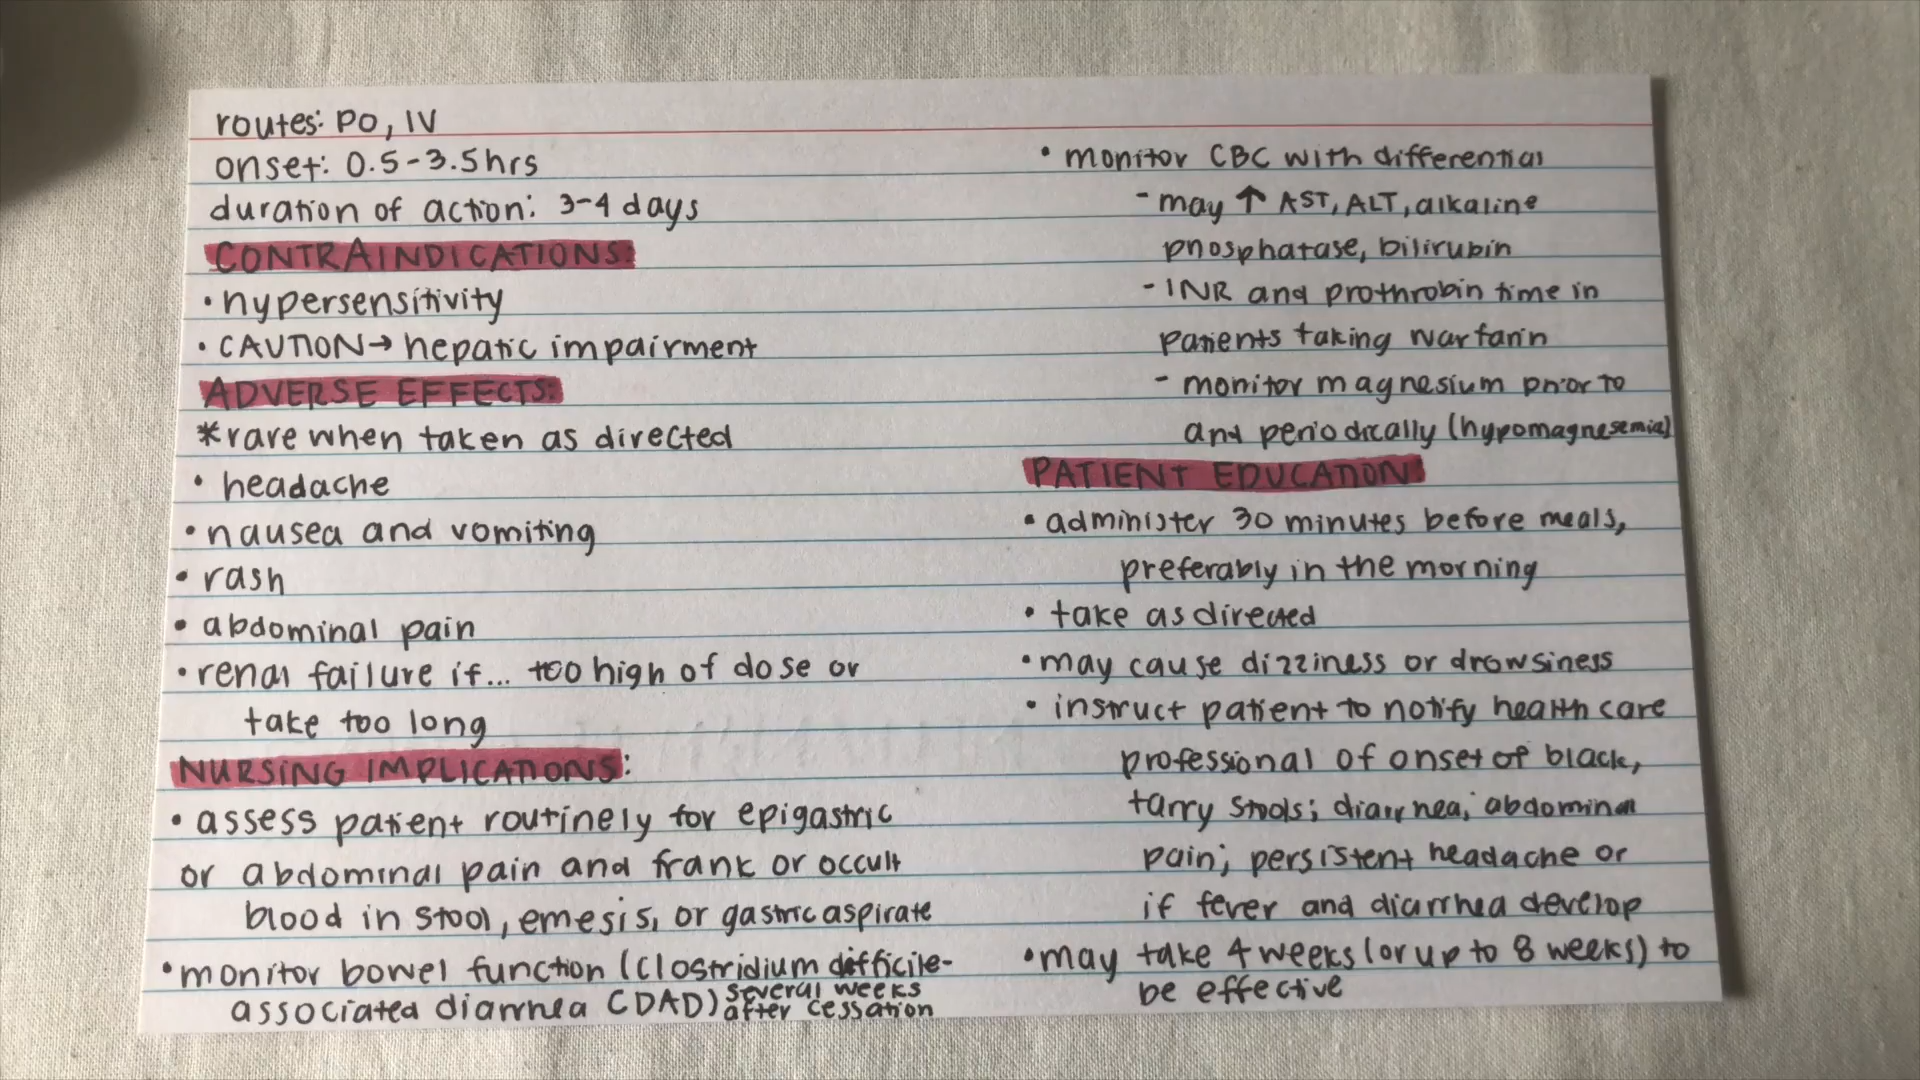 routes: PO, IV
onset: 0.5-3.5hrs
duration of action: 3-4 days
CONTRAINDICATIONS:
• hypersensitivity
• CAUTION→ hepatic impairment
ADVERSE EFFECTS:
*rare when taken as directed
• headache
• nausea and vomiting
• rash
• abdominal pain
• renal failure if... too high of dose or
take too long
NURSING IMPLICATIONS:
• assess patient routinely for epigastric
or abdominal pain and frank or occult
blood in stool, emesis, or gastric aspirate
• monitor bowel function (Clostridium difficile-
associated diarrhea CDAD) several weeks
after cessation
• monitor CBC with differential
- may ↑ AST, ALT, alkaline
phosphatase, bilirubin
- INR and prothrobin time in
patients taking warfarin
- monitor magnesium prior to
and periodically (hypomagnesemia)
PATIENT EDUCATION:
• administer 30 minutes before meals,
preferably in the morning
• take as directed
• may cause dizziness or drowsiness
• instruct patient to notify health care
professional of onset of black,
tarry stools; diarrhea; abdominal
pain; persistent headache or
if fever and diarrhea develop
• may take 4 weeks (or up to 8 weeks) to
be effective